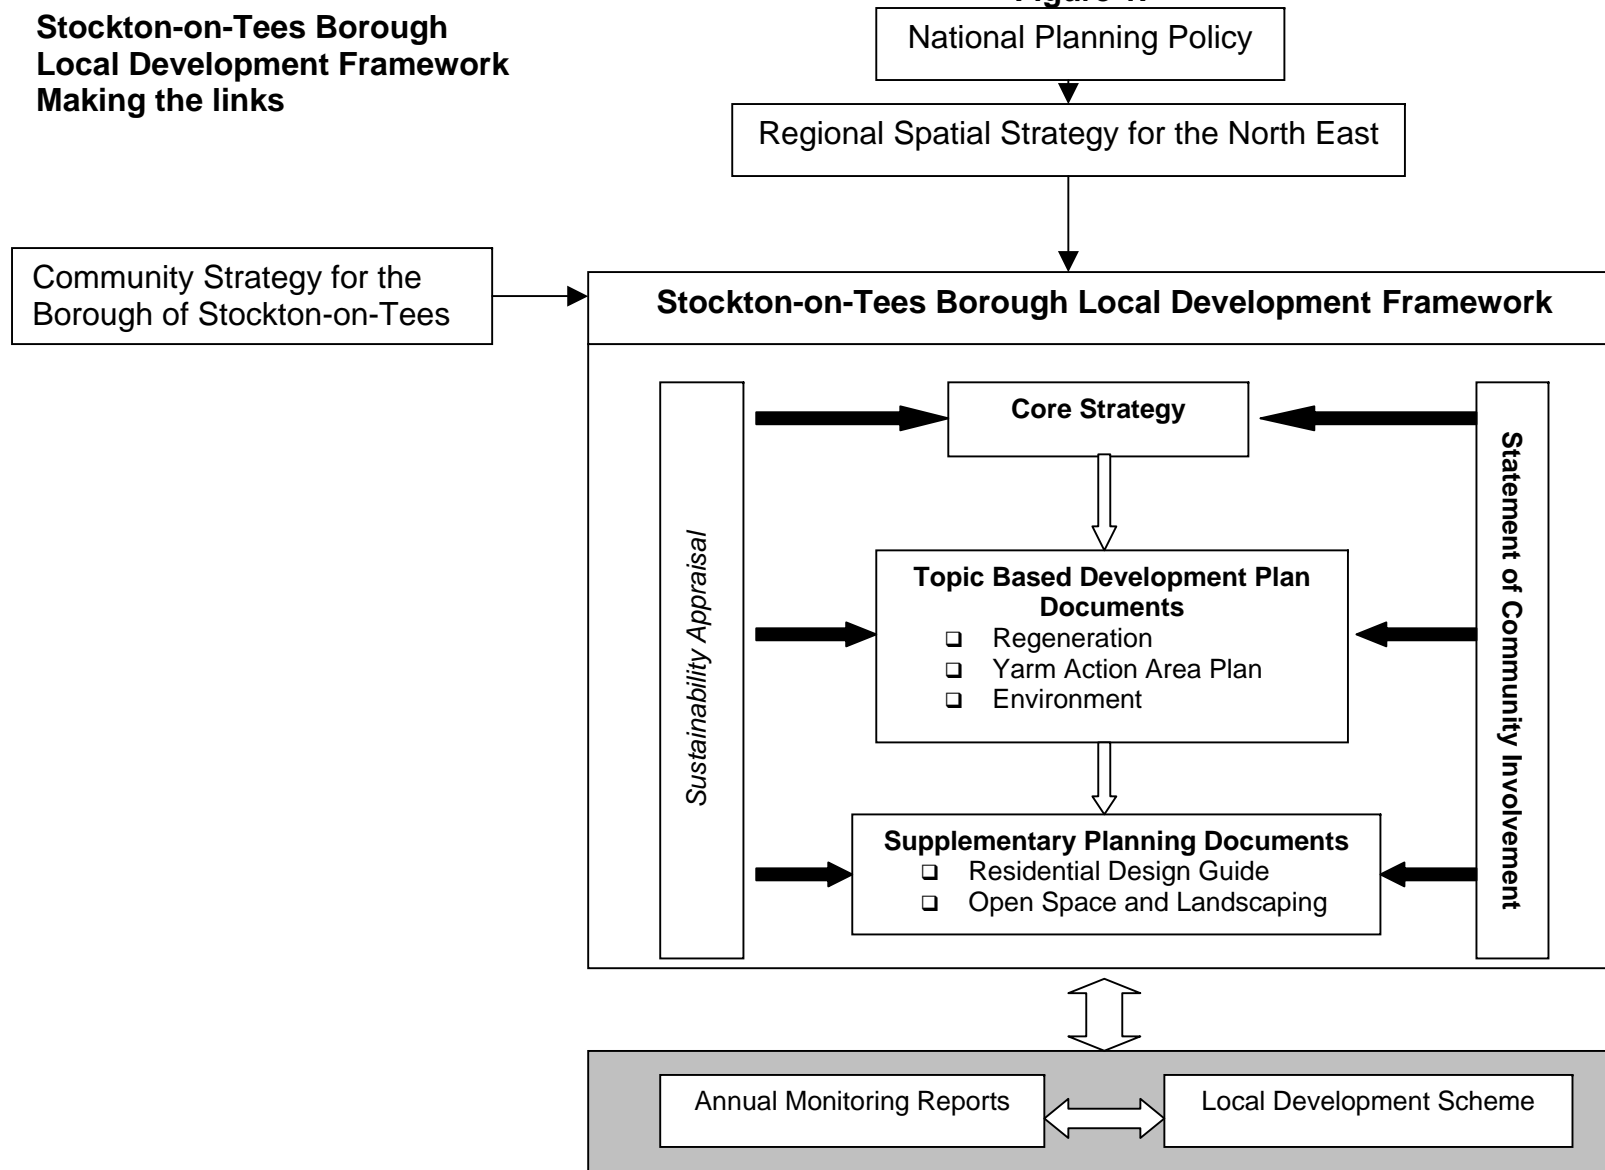 Stockton-on-Tees Borough
Local Development Framework
Making the links
National Planning Policy
Regional Spatial Strategy for the North East
Community Strategy for the
Borough of Stockton-on-Tees
Stockton-on-Tees Borough Local Development Framework
Sustainability Appraisal
Core Strategy
Topic Based Development Plan
Documents
❑ Regeneration
❑ Yarm Action Area Plan
❑ Environment
Supplementary Planning Documents
❑ Residential Design Guide
❑ Open Space and Landscaping
Statement of Community Involvement
Annual Monitoring Reports
Local Development Scheme